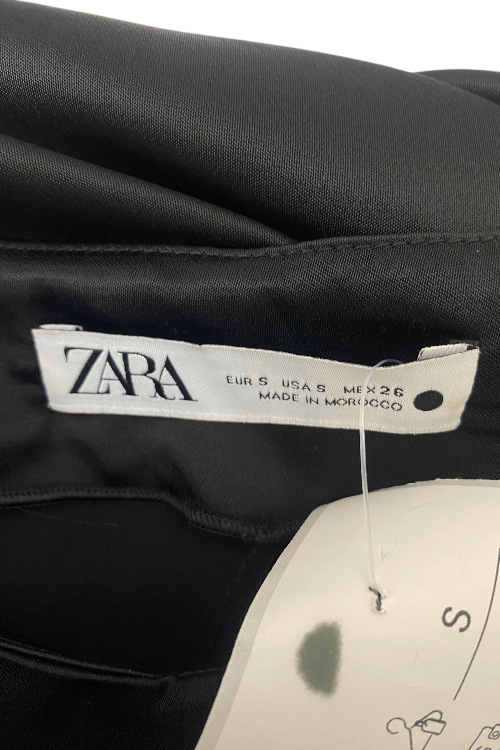 ZARA
EUR S USA S MEX 26
MADE IN MOROCCO
S